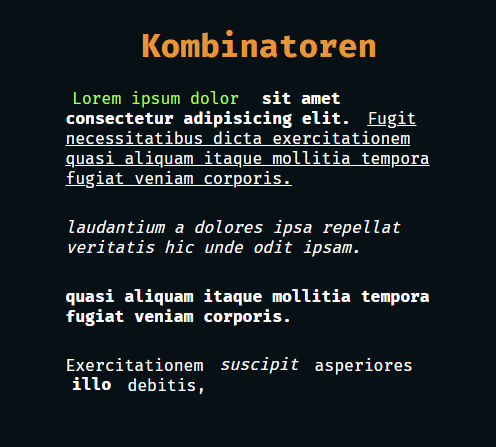 Kombinatoren
Lorem ipsum dolor sit amet
consectetur adipisicing elit. Fugit
necessitatibus dicta exercitationem
quasi aliquam itaque mollitia tempora
fugiat veniam corporis.
laudantium a dolores ipsa repellat
veritatis hic unde odit ipsam.
quasi aliquam itaque mollitia tempora
fugiat veniam corporis.
Exercitationem suscipit asperiores
illo debitis,